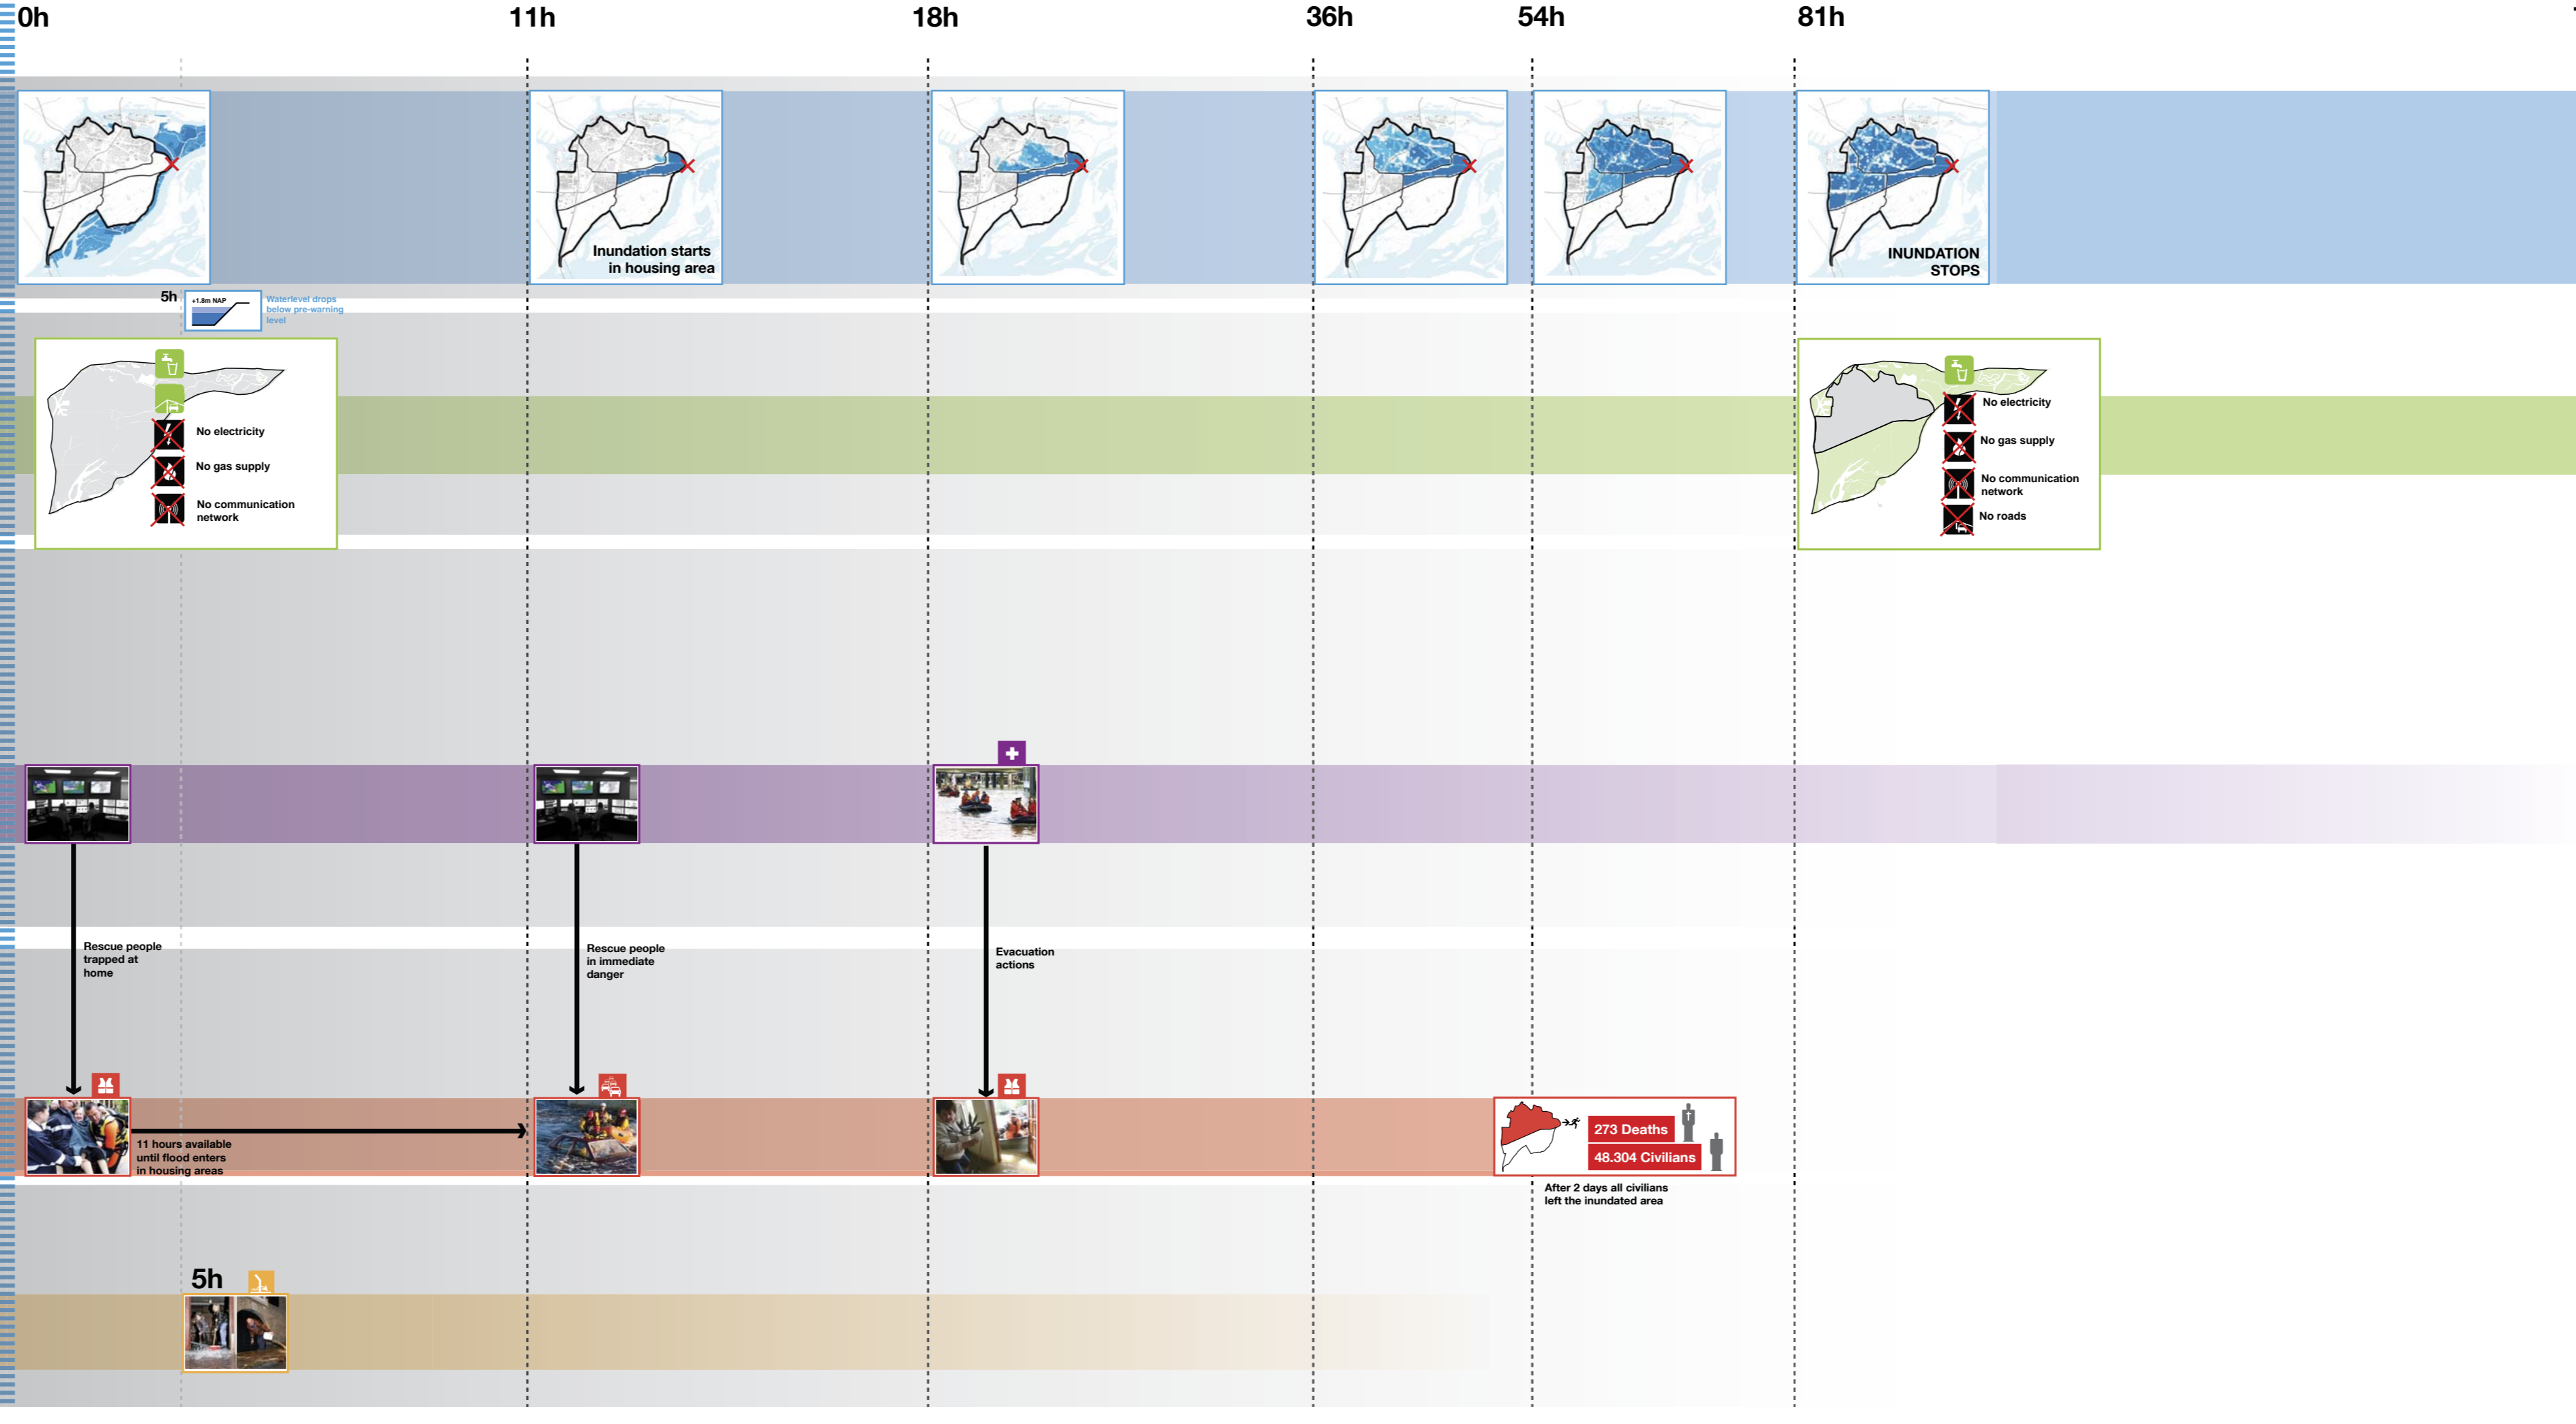 0h
11h
18h
36h
54h
81h
Inundation starts
in housing area
INUNDATION
STOPS
5h
+1.8m NAP
Waterlevel drops
below pre-warning
level
No electricity
No gas supply
No communication
network
No electricity
No gas supply
No communication
network
No roads
Rescue people
trapped at
home
Rescue people
in immediate
danger
Evacuation
actions
11 hours available
until flood enters
in housing areas
273 Deaths
48.304 Civilians
After 2 days all civilians
left the inundated area
5h